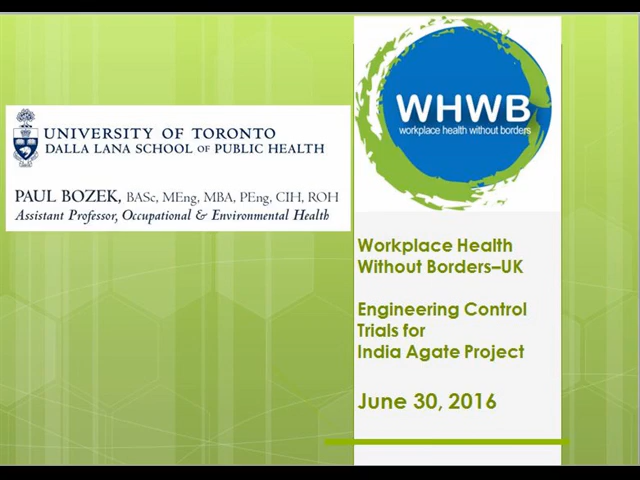 UNIVERSITY OF TORONTO
DALLA LANA SCHOOL OF PUBLIC HEALTH
PAUL BOZEK, BASc, MEng, MBA, PEng, CIH, ROH
Assistant Professor, Occupational & Environmental Health
WHWB
workplace health without borders
Workplace Health
Without Borders–UK
Engineering Control
Trials for
India Agate Project
June 30, 2016